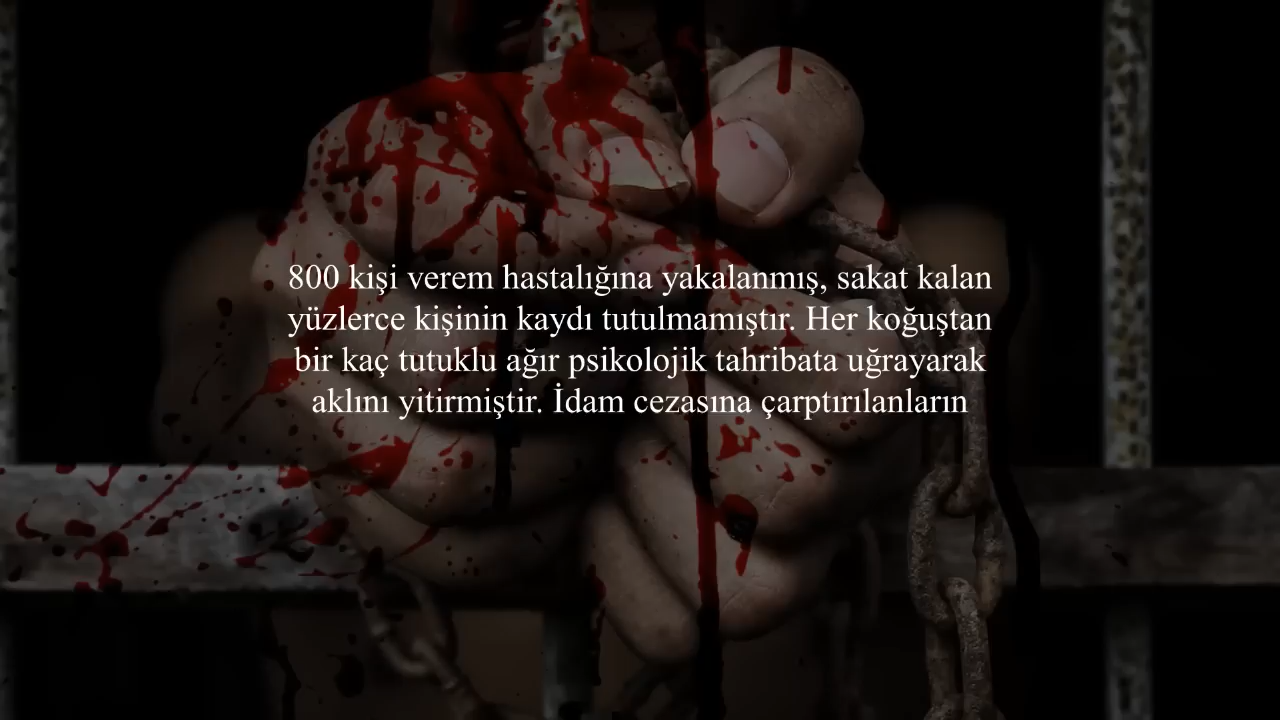 800 kişi verem hastalığına yakalanmış, sakat kalan
yüzlerce kişinin kaydı tutulmamıştır. Her koğuştan
bir kaç tutuklu ağır psikolojik tahribata uğrayarak
aklını yitirmiştir. İdam cezasına çarptırılanların